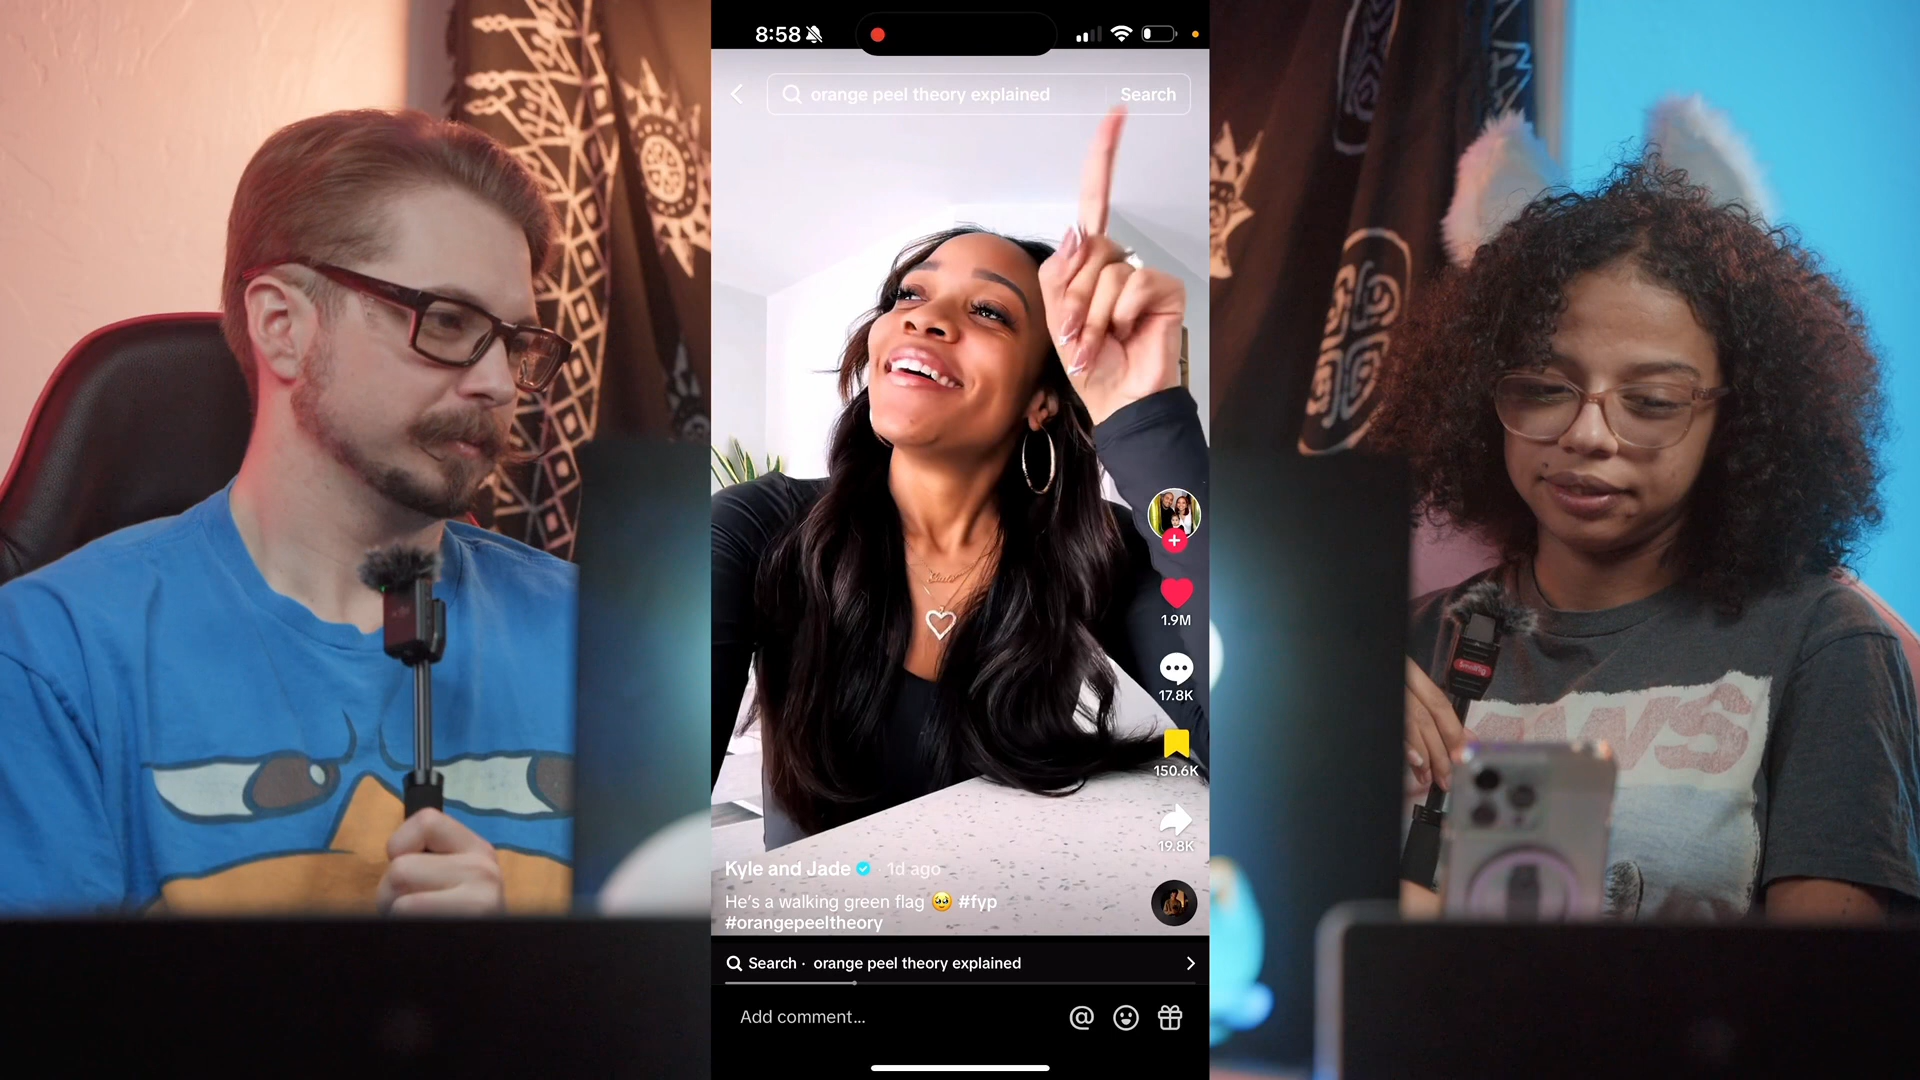 8:58
orange peel theory explained
Search
1.9M
17.8K
150.6K
19.8K
Kyle and Jade · 1d ago
He's a walking green flag 🥹 #fyp
#orangepeeltheory
Search · orange peel theory explained
Add comment...